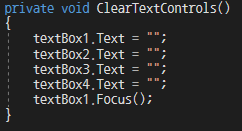 private void ClearTextControls()
{
    textBox1.Text = "";
    textBox2.Text = "";
    textBox3.Text = "";
    textBox4.Text = "";
    textBox1.Focus();
}